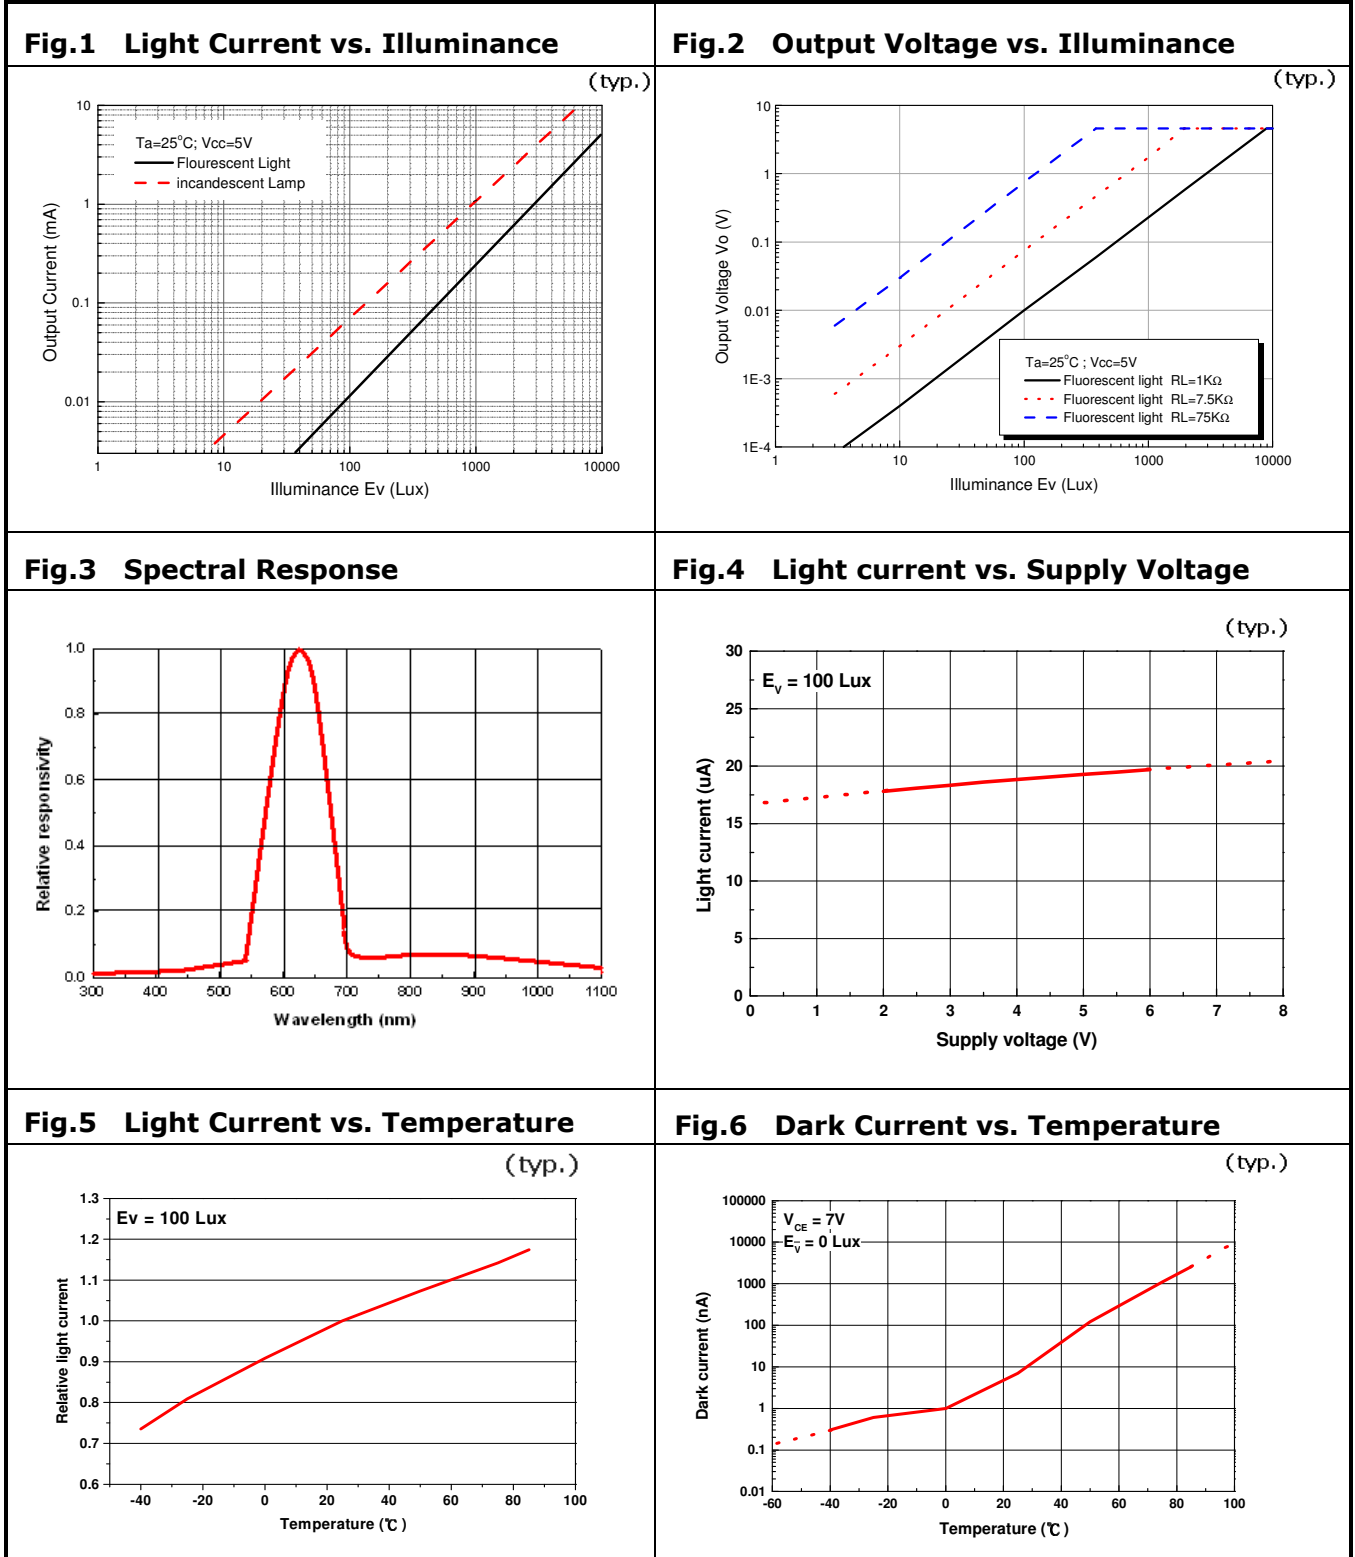 Fig.1 Light Current vs. Illuminance
(typ.)
10
1
0.1
0.01
Output Current (mA)
Ta=25°C; Vcc=5V
Flourescent Light
incandescent Lamp
1 10 100 1000 10000
Illuminance Ev (Lux)
Fig.2 Output Voltage vs. Illuminance
(typ.)
10
1
0.1
0.01
1E-3
1E-4
Ouput Voltage Vo (V)
Ta=25°C ; Vcc=5V
Fluorescent light RL=1KΩ
Fluorescent light RL=7.5KΩ
Fluorescent light RL=75KΩ
1 10 100 1000 10000
Illuminance Ev (Lux)
Fig.3 Spectral Response
1.0
0.8
0.6
0.4
0.2
0.0
Relative responsivity
300 400 500 600 700 800 900 1000 1100
Wavelength (nm)
Fig.4 Light current vs. Supply Voltage
(typ.)
30
25
20
15
10
5
0
Light current (uA)
Ev = 100 Lux
0 1 2 3 4 5 6 7 8
Supply voltage (V)
Fig.5 Light Current vs. Temperature
(typ.)
1.3
1.2
1.1
1.0
0.9
0.8
0.7
0.6
Relative light current
Ev = 100 Lux
-40 -20 0 20 40 60 80 100
Temperature (℃)
Fig.6 Dark Current vs. Temperature
(typ.)
100000
10000
1000
100
10
1
0.1
0.01
Dark current (nA)
VCE = 7V
Ev = 0 Lux
-60 -40 -20 0 20 40 60 80 100
Temperature (℃)